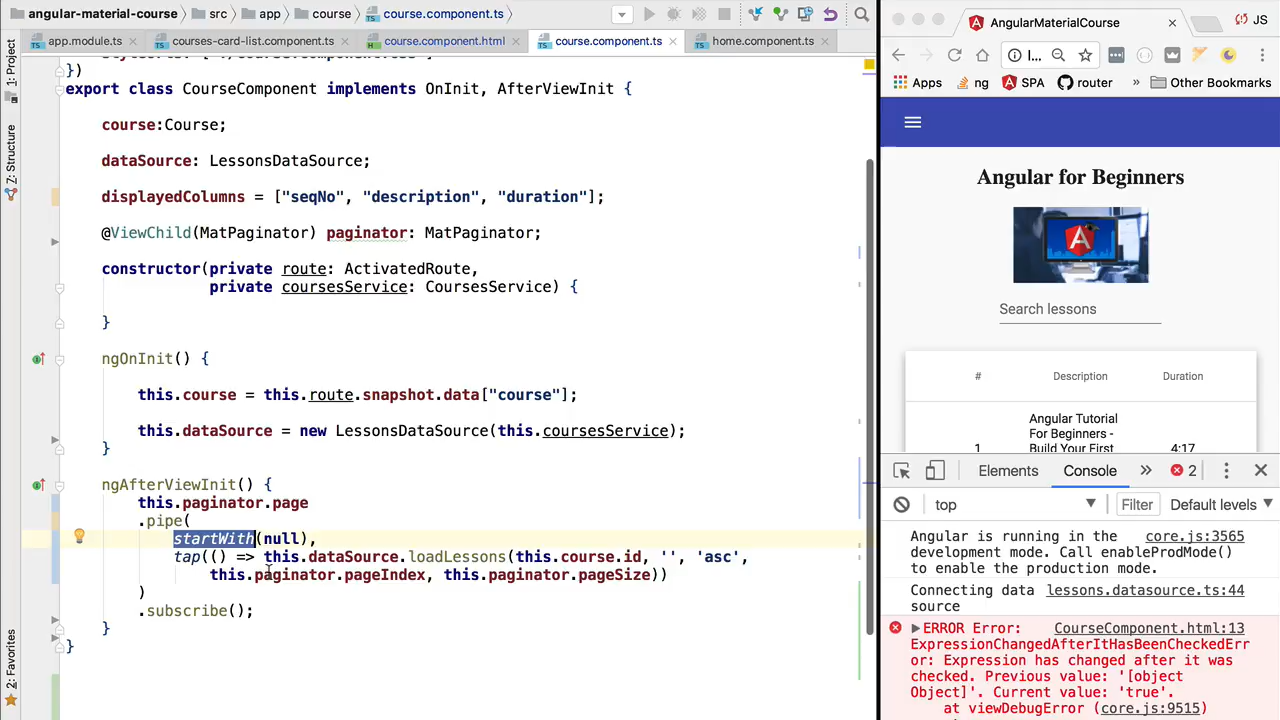 angular-material-course src app course course.component.ts
app.module.ts courses-card-list.component.ts course.component.html course.component.ts home.component.ts
})
export class CourseComponent implements OnInit, AfterViewInit {
course:Course;
dataSource: LessonsDataSource;
displayedColumns = ["seqNo", "description", "duration"];
@ViewChild(MatPaginator) paginator: MatPaginator;
constructor(private route: ActivatedRoute,
private coursesService: CoursesService) {
}
ngOnInit() {
this.course = this.route.snapshot.data["course"];
this.dataSource = new LessonsDataSource(this.coursesService);
}
ngAfterViewInit() {
this.paginator.page
.pipe(
startWith(null),
tap(() => this.dataSource.loadLessons(this.course.id, '', 'asc',
this.paginator.pageIndex, this.paginator.pageSize))
)
.subscribe();
}
}
1: Project
Z: Structure
2: Favorites
AngularMaterialCourse JS
l...
Apps ng SPA router » Other Bookmarks
Angular for Beginners
Search lessons
# Description Duration
Angular Tutorial
For Beginners -
Build Your First
1 4:17
Elements Console » 2
top Filter Default levels
Angular is running in the core.js:3565
development mode. Call enableProdMode()
to enable the production mode.
Connecting data lessons.datasource.ts:44
source
ERROR Error: CourseComponent.html:13
ExpressionChangedAfterItHasBeenCheckedErr
or: Expression has changed after it was
checked. Previous value: '[object
Object]'. Current value: 'true'.
at viewDebugError (core.js:9515)